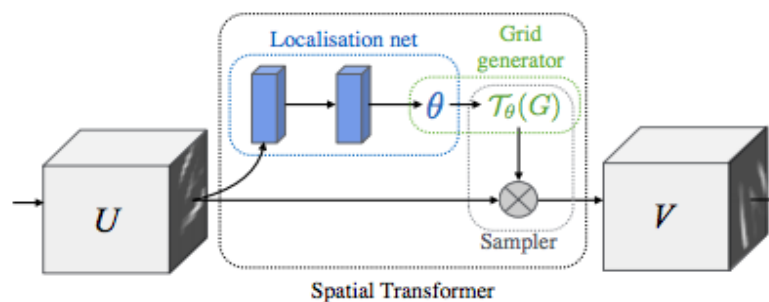 Localisation net
Grid
generator
θ
𝒯θ(G)
U
V
Sampler
Spatial Transformer